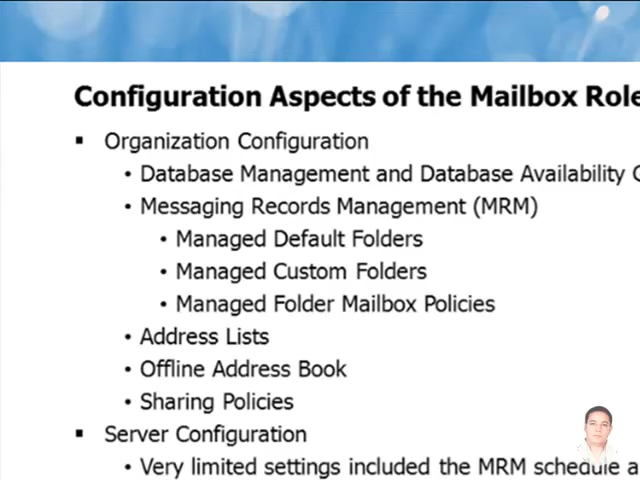 Configuration Aspects of the Mailbox Role
▪ Organization Configuration
• Database Management and Database Availability
• Messaging Records Management (MRM)
• Managed Default Folders
• Managed Custom Folders
• Managed Folder Mailbox Policies
• Address Lists
• Offline Address Book
• Sharing Policies
▪ Server Configuration
• Very limited settings included the MRM schedule